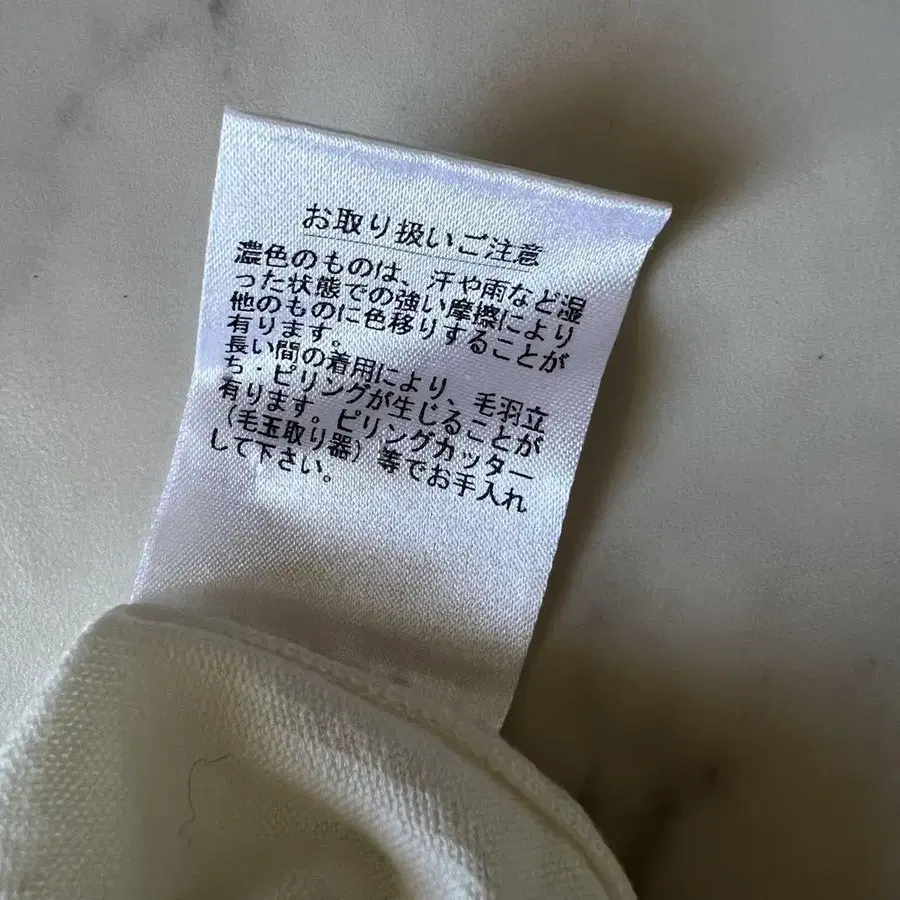 お取り扱いご注意
濃色のものは、汗や雨など湿
った状態での強い摩擦により
他のものに色移りすることが
有ります。
長い間の着用により、毛羽立
ち・ピリングが生じることが
有ります。ピリングカッター
（毛玉取り器）等でお手入れ
して下さい。